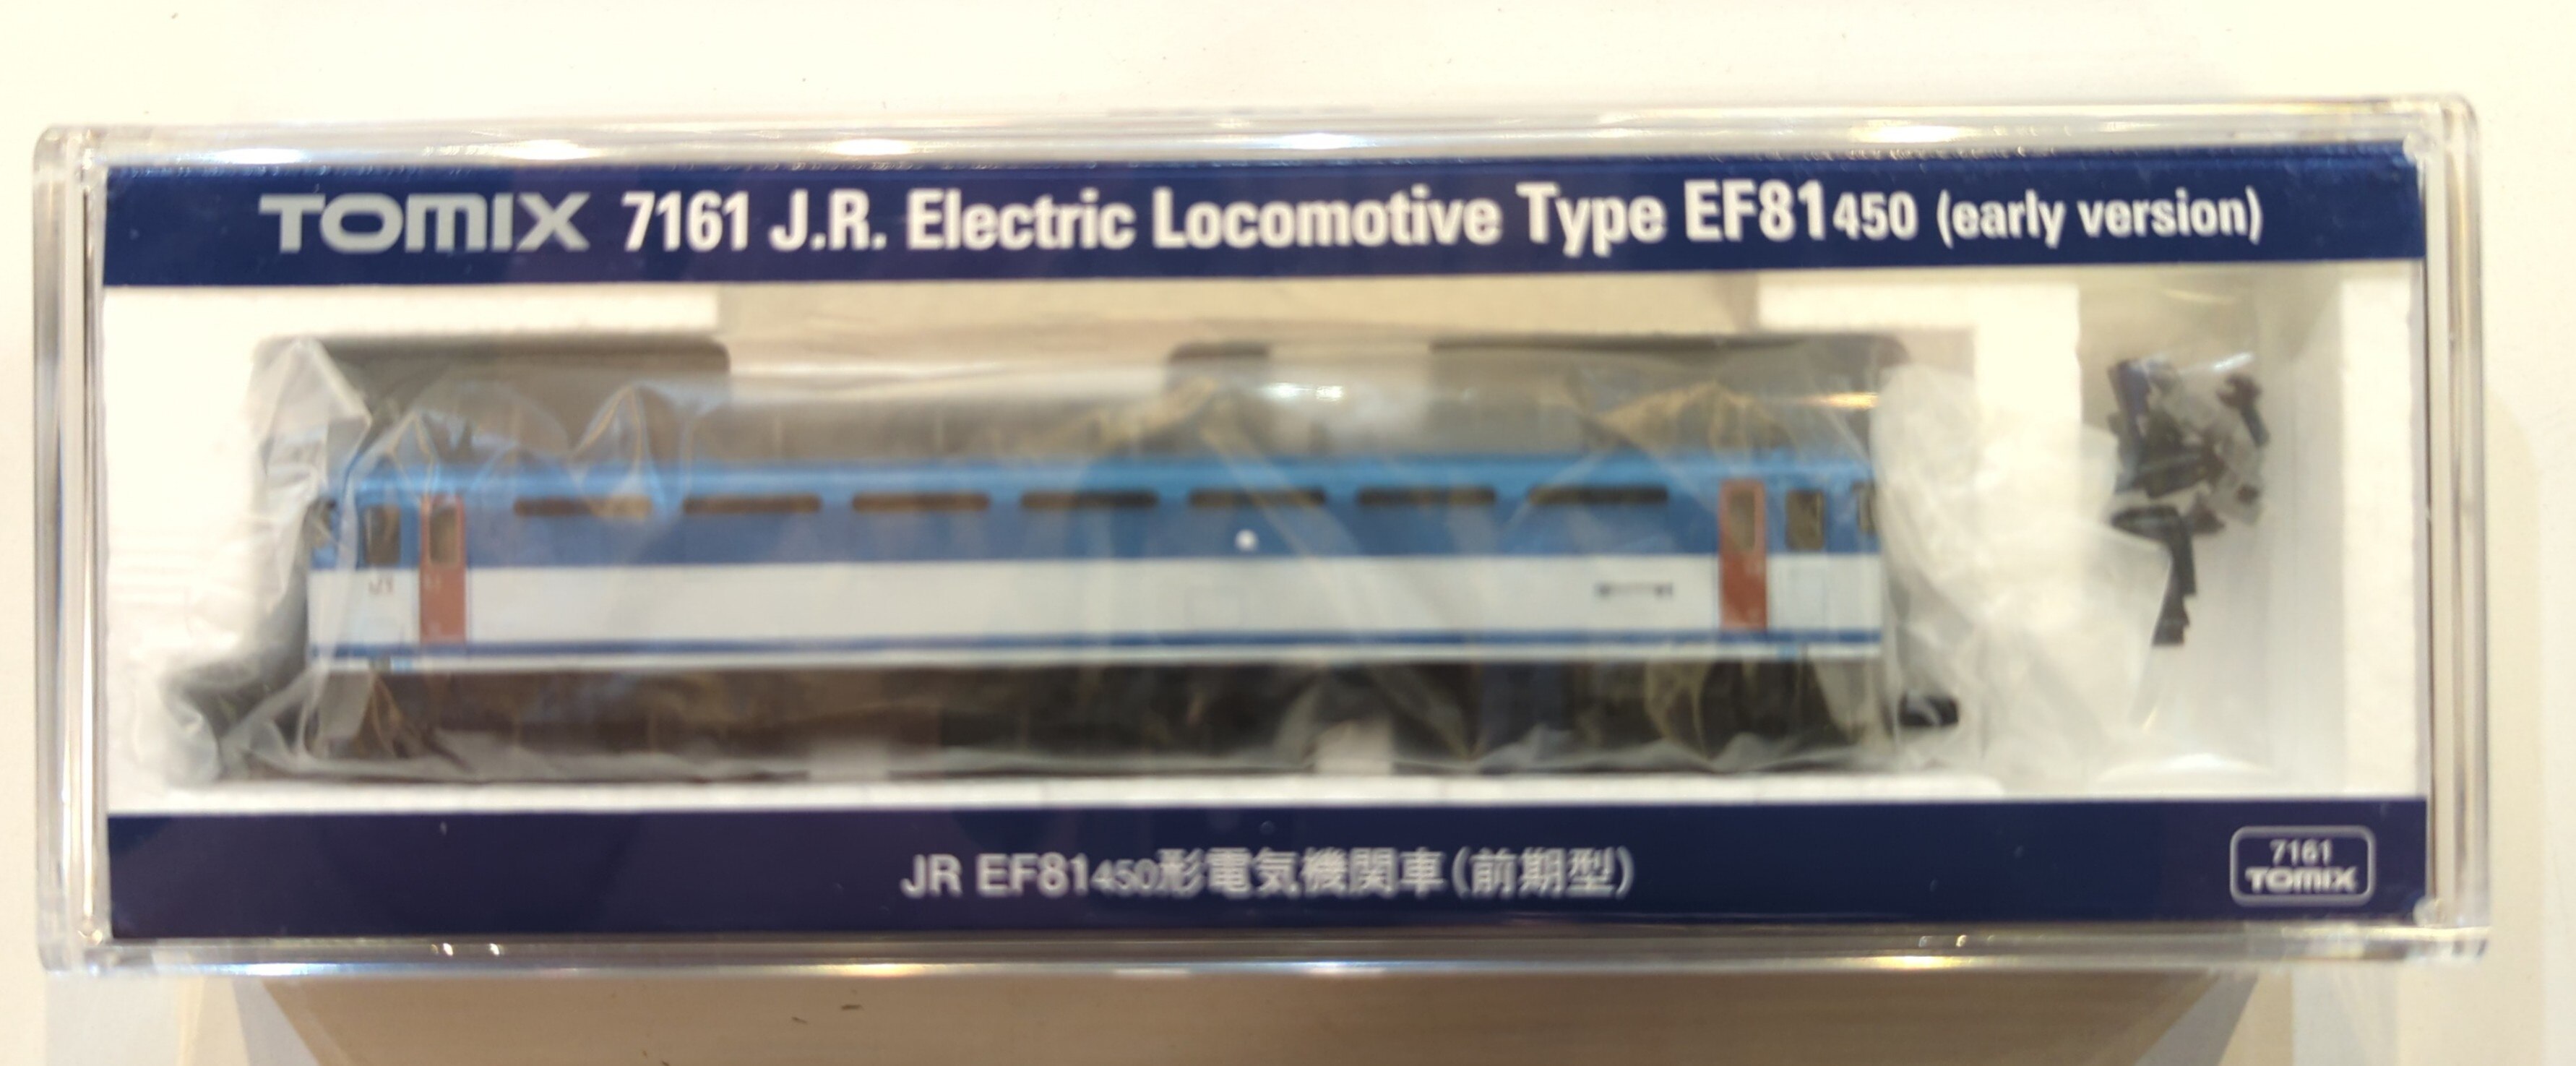 TOMIX 7161 J.R. Electric Locomotive Type EF81450 (early version)
JR EF81450形電気機関車(前期型)
7161
TOMIX